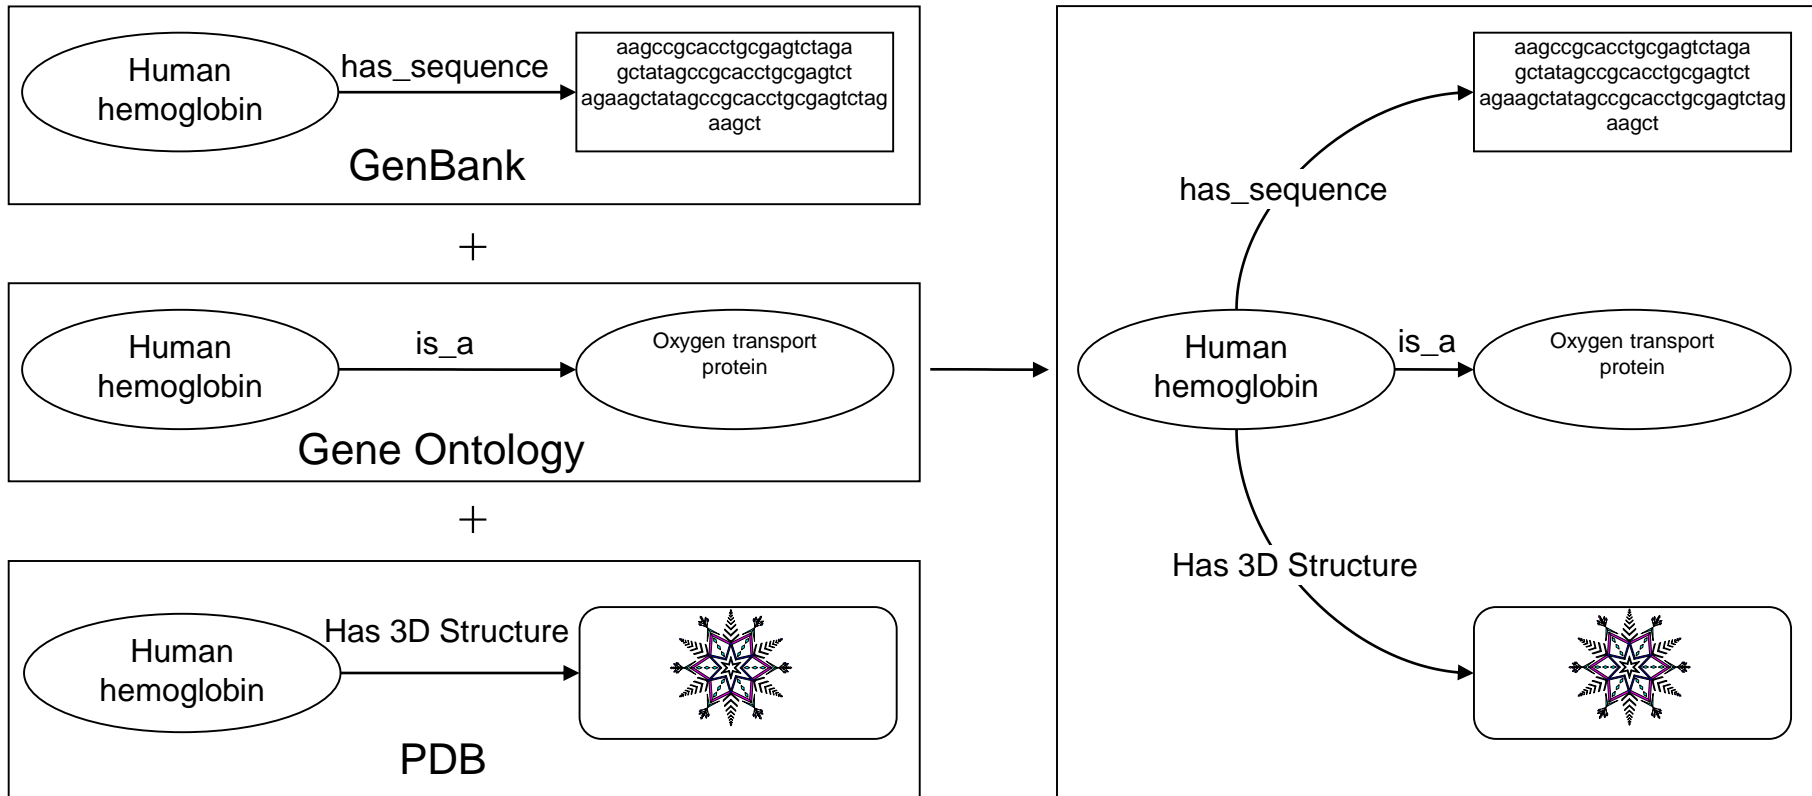 Human
hemoglobin
has_sequence
aagccgcacctgcgagtctaga
gctatagccgcacctgcgagtct
agaagctatagccgcacctgcgagtctag
aagct
GenBank
+
Human
hemoglobin
is_a
Oxygen transport
protein
Gene Ontology
+
Human
hemoglobin
Has 3D Structure
PDB
aagccgcacctgcgagtctaga
gctatagccgcacctgcgagtct
agaagctatagccgcacctgcgagtctag
aagct
has_sequence
Human
hemoglobin
is_a
Oxygen transport
protein
Has 3D Structure